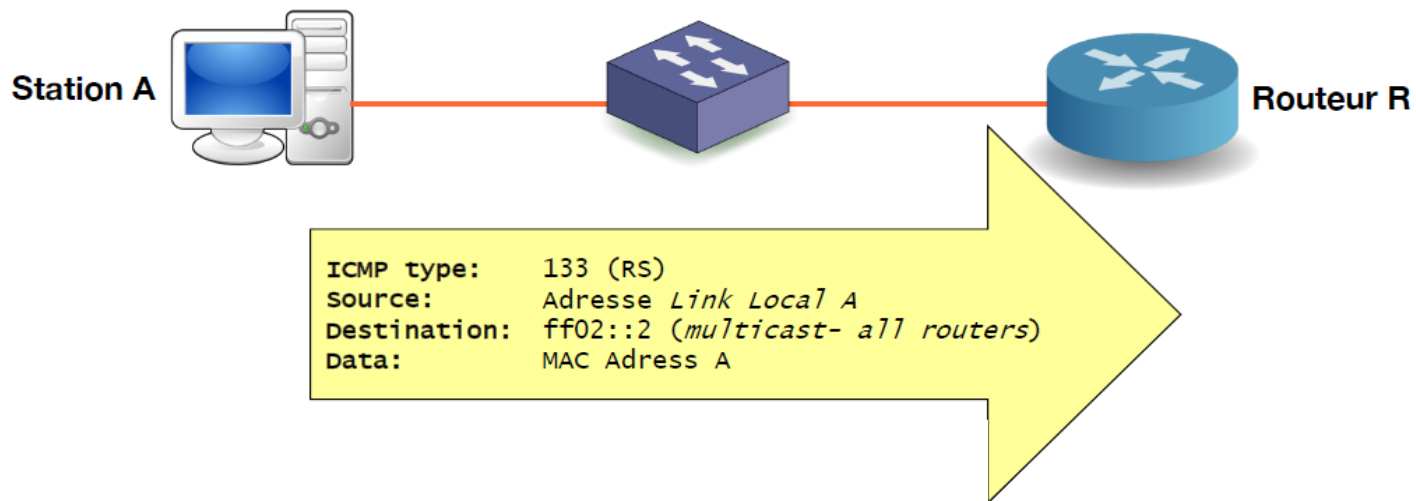 Station A
Routeur R
ICMP type: 133 (RS)
Source: Adresse Link Local A
Destination: ff02::2 (multicast- all routers)
Data: MAC Adress A